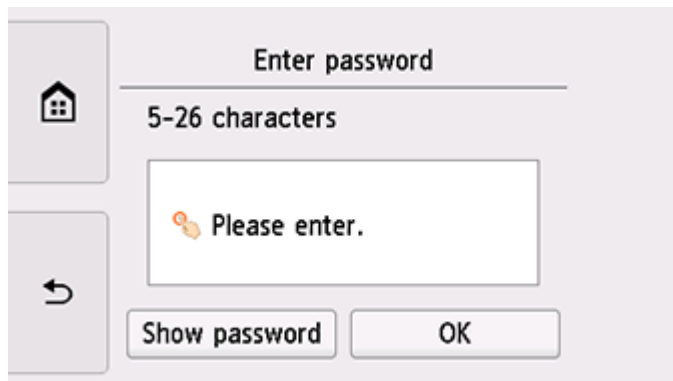 Enter password
5-26 characters
Please enter.
Show password
OK